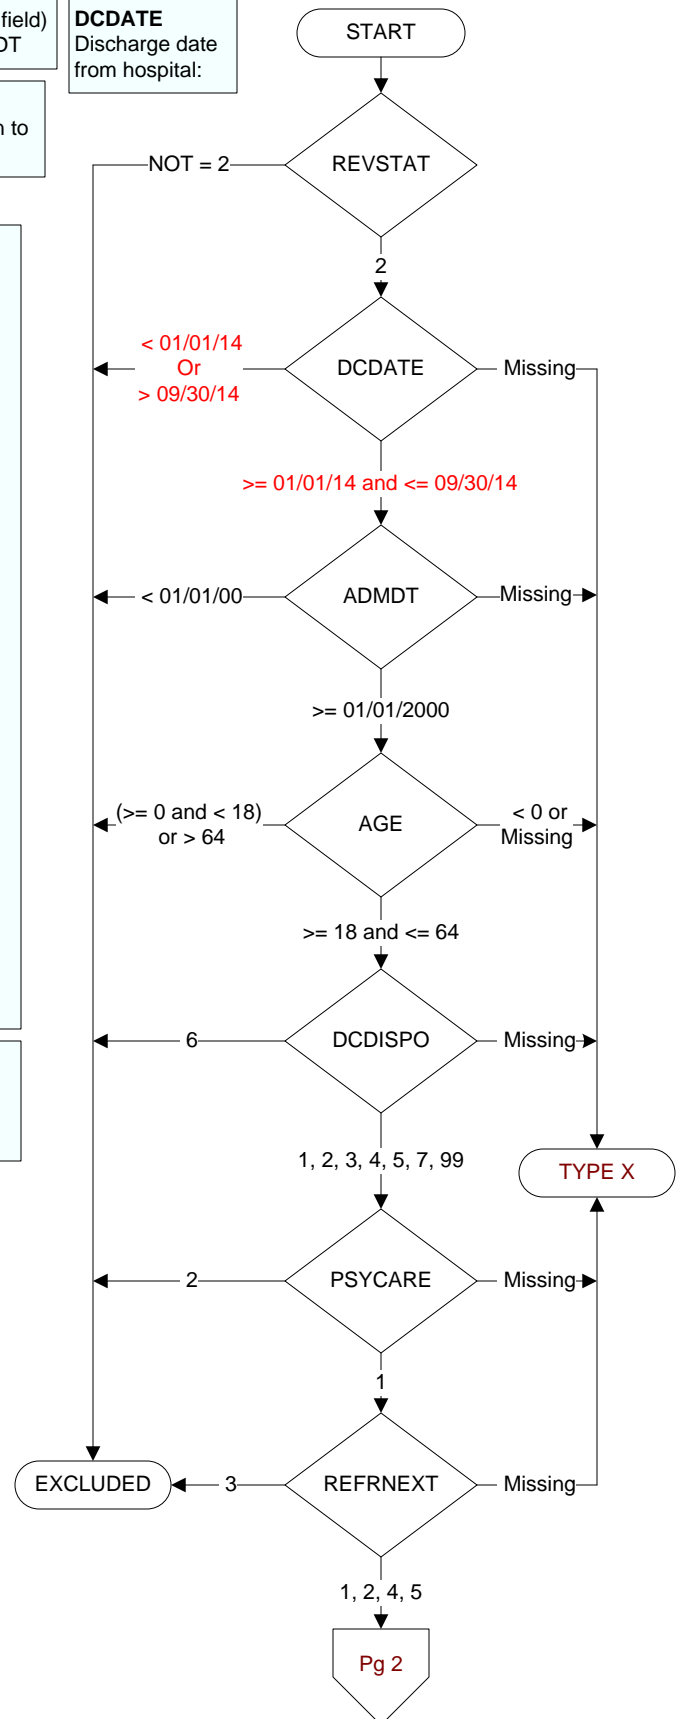 field)
DT
DCDATE
Discharge date
from hospital:
n to
START
REVSTAT
NOT = 2
2
< 01/01/14
Or
> 09/30/14
DCDATE
Missing
>= 01/01/14 and <= 09/30/14
< 01/01/00
ADMDT
Missing
>= 01/01/2000
(>= 0 and < 18)
or > 64
AGE
< 0 or
Missing
>= 18 and <= 64
6
DCDISPO
Missing
1, 2, 3, 4, 5, 7, 99
TYPE X
2
PSYCARE
Missing
1
EXCLUDED
3
REFRNEXT
Missing
1, 2, 4, 5
Pg 2